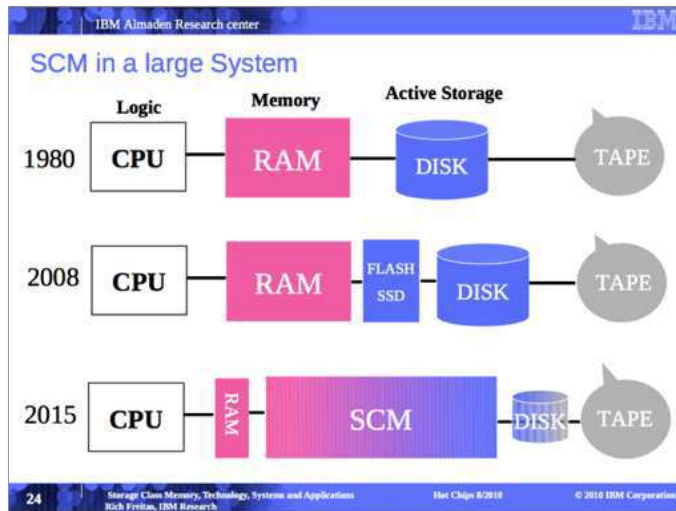 IBM Almaden Research center
IBM
SCM in a large System
Logic
Memory
Active Storage
1980
CPU
RAM
DISK
TAPE
2008
CPU
RAM
FLASH
SSD
DISK
TAPE
2015
CPU
RAM
SCM
DISK
TAPE
24
Storage Class Memory, Technology, Systems and Applications
Rich Freitas, IBM Research
Hot Chips 8/2010
© 2010 IBM Corporation